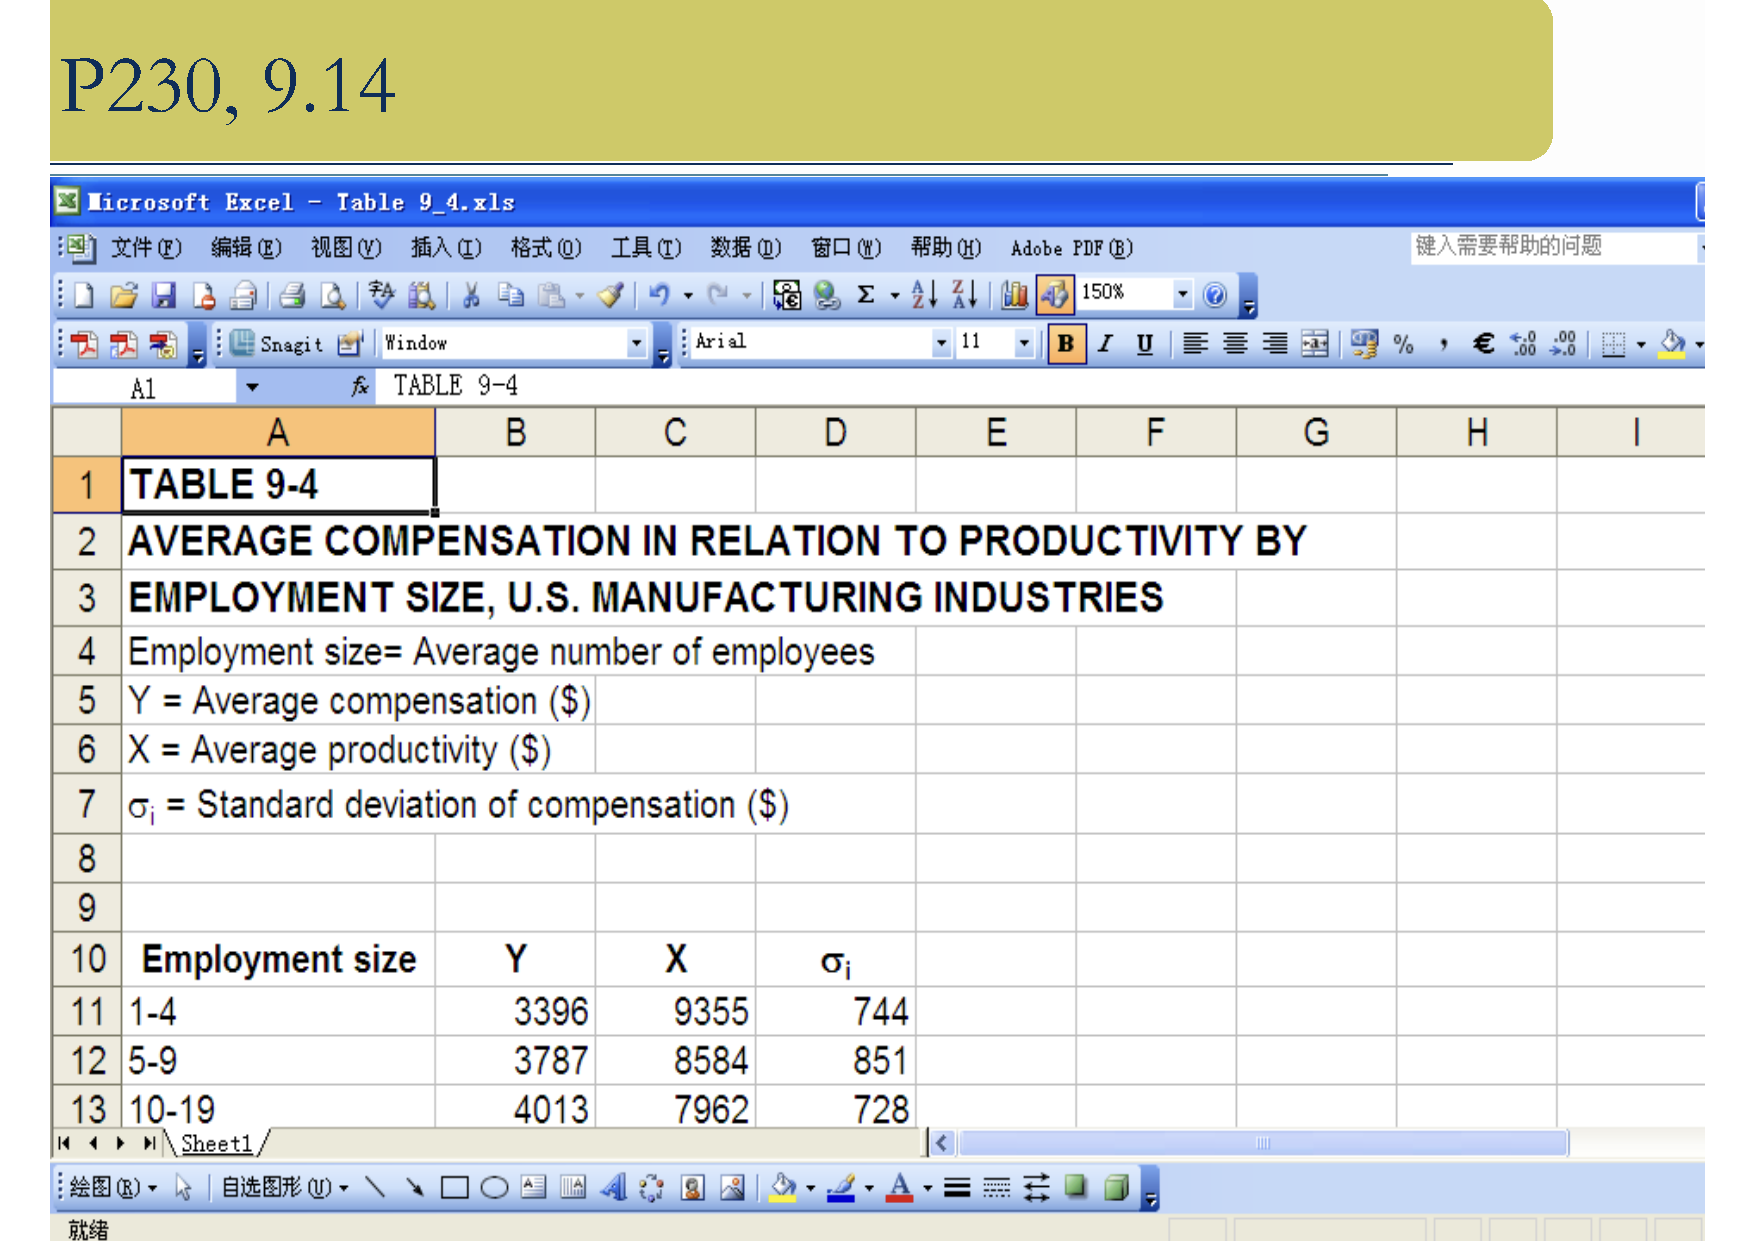 P230, 9.14
Microsoft Excel - Table 9_4.xls
文件(F) 编辑(E) 视图(V) 插入(I) 格式(O) 工具(T) 数据(D) 窗口(W) 帮助(H) Adobe PDF(B) 键入需要帮助的问题
150%
Snagit Window Arial 11 B I U % , €
A1 fx TABLE 9-4
A B C D E F G H I
1 TABLE 9-4
2 AVERAGE COMPENSATION IN RELATION TO PRODUCTIVITY BY
3 EMPLOYMENT SIZE, U.S. MANUFACTURING INDUSTRIES
4 Employment size= Average number of employees
5 Y = Average compensation ($)
6 X = Average productivity ($)
7 σi = Standard deviation of compensation ($)
8
9
10 Employment size Y X σi
11 1-4 3396 9355 744
12 5-9 3787 8584 851
13 10-19 4013 7962 728
Sheet1
绘图(R) 自选图形(U)
就绪